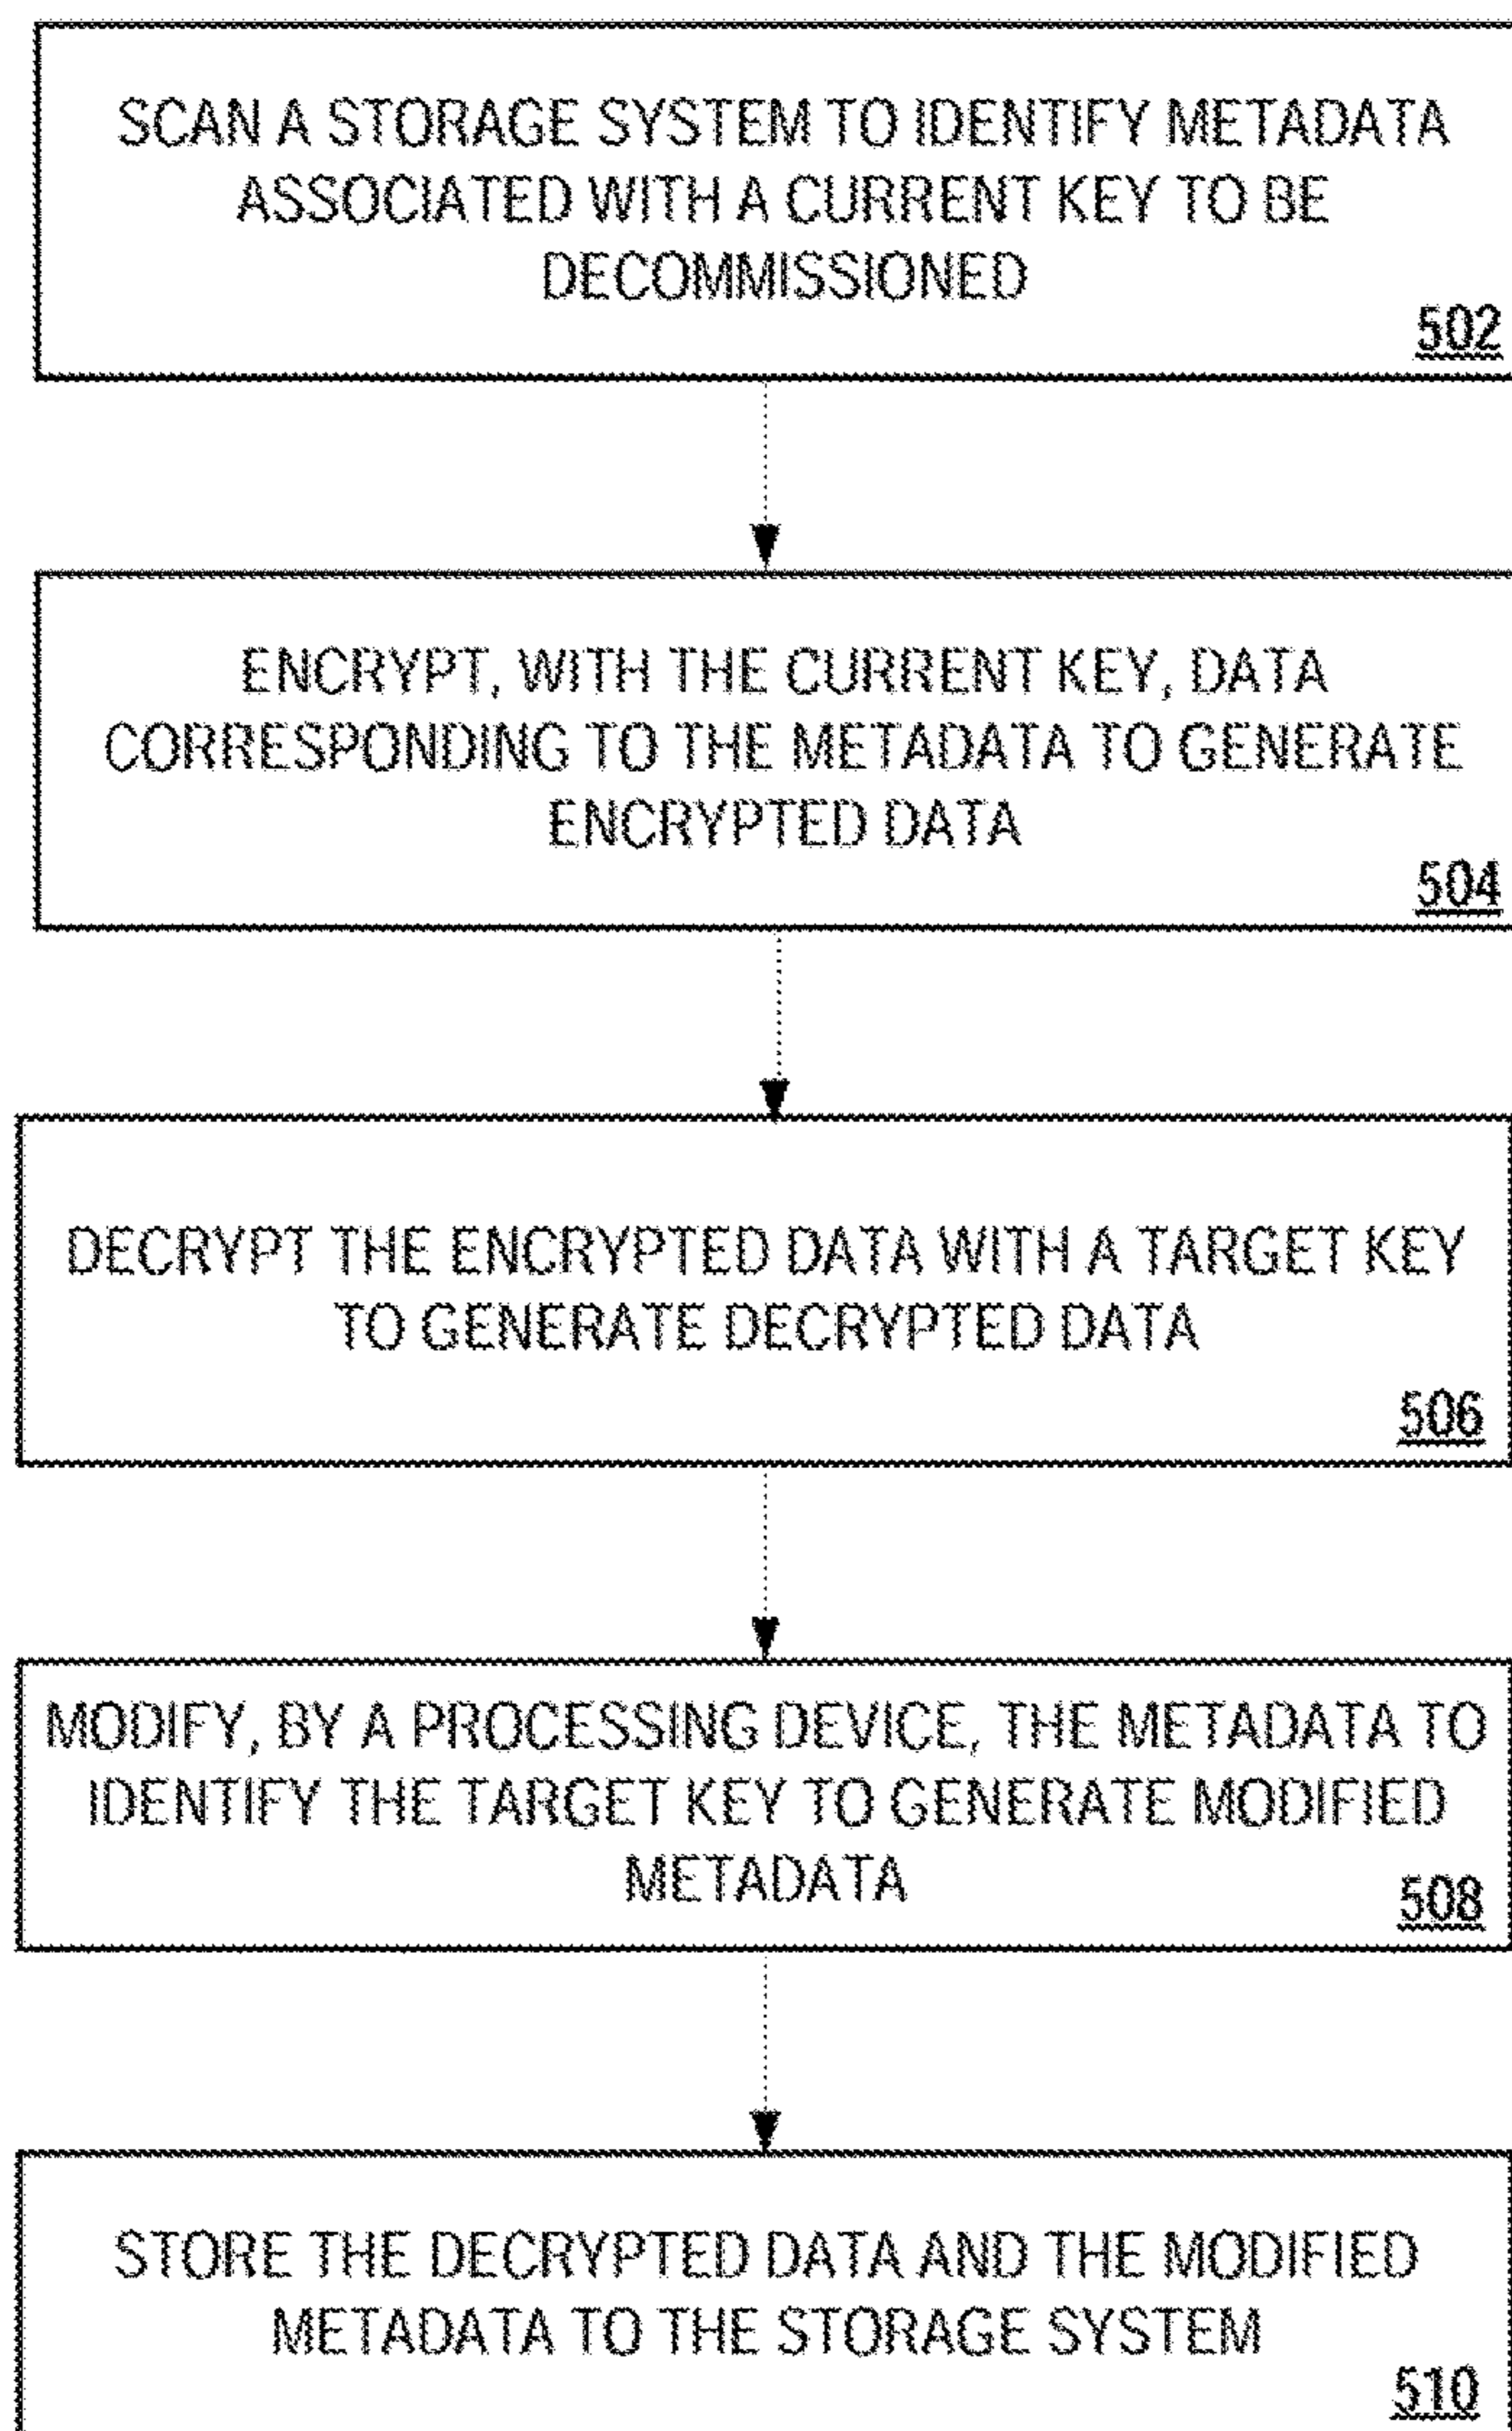 SCAN A STORAGE SYSTEM TO IDENTIFY METADATA
ASSOCIATED WITH A CURRENT KEY TO BE
DECOMMISSIONED
502
ENCRYPT, WITH THE CURRENT KEY, DATA
CORRESPONDING TO THE METADATA TO GENERATE
ENCRYPTED DATA
504
DECRYPT THE ENCRYPTED DATA WITH A TARGET KEY
TO GENERATE DECRYPTED DATA
506
MODIFY, BY A PROCESSING DEVICE, THE METADATA TO
IDENTIFY THE TARGET KEY TO GENERATE MODIFIED
METADATA
508
STORE THE DECRYPTED DATA AND THE MODIFIED
METADATA TO THE STORAGE SYSTEM
510